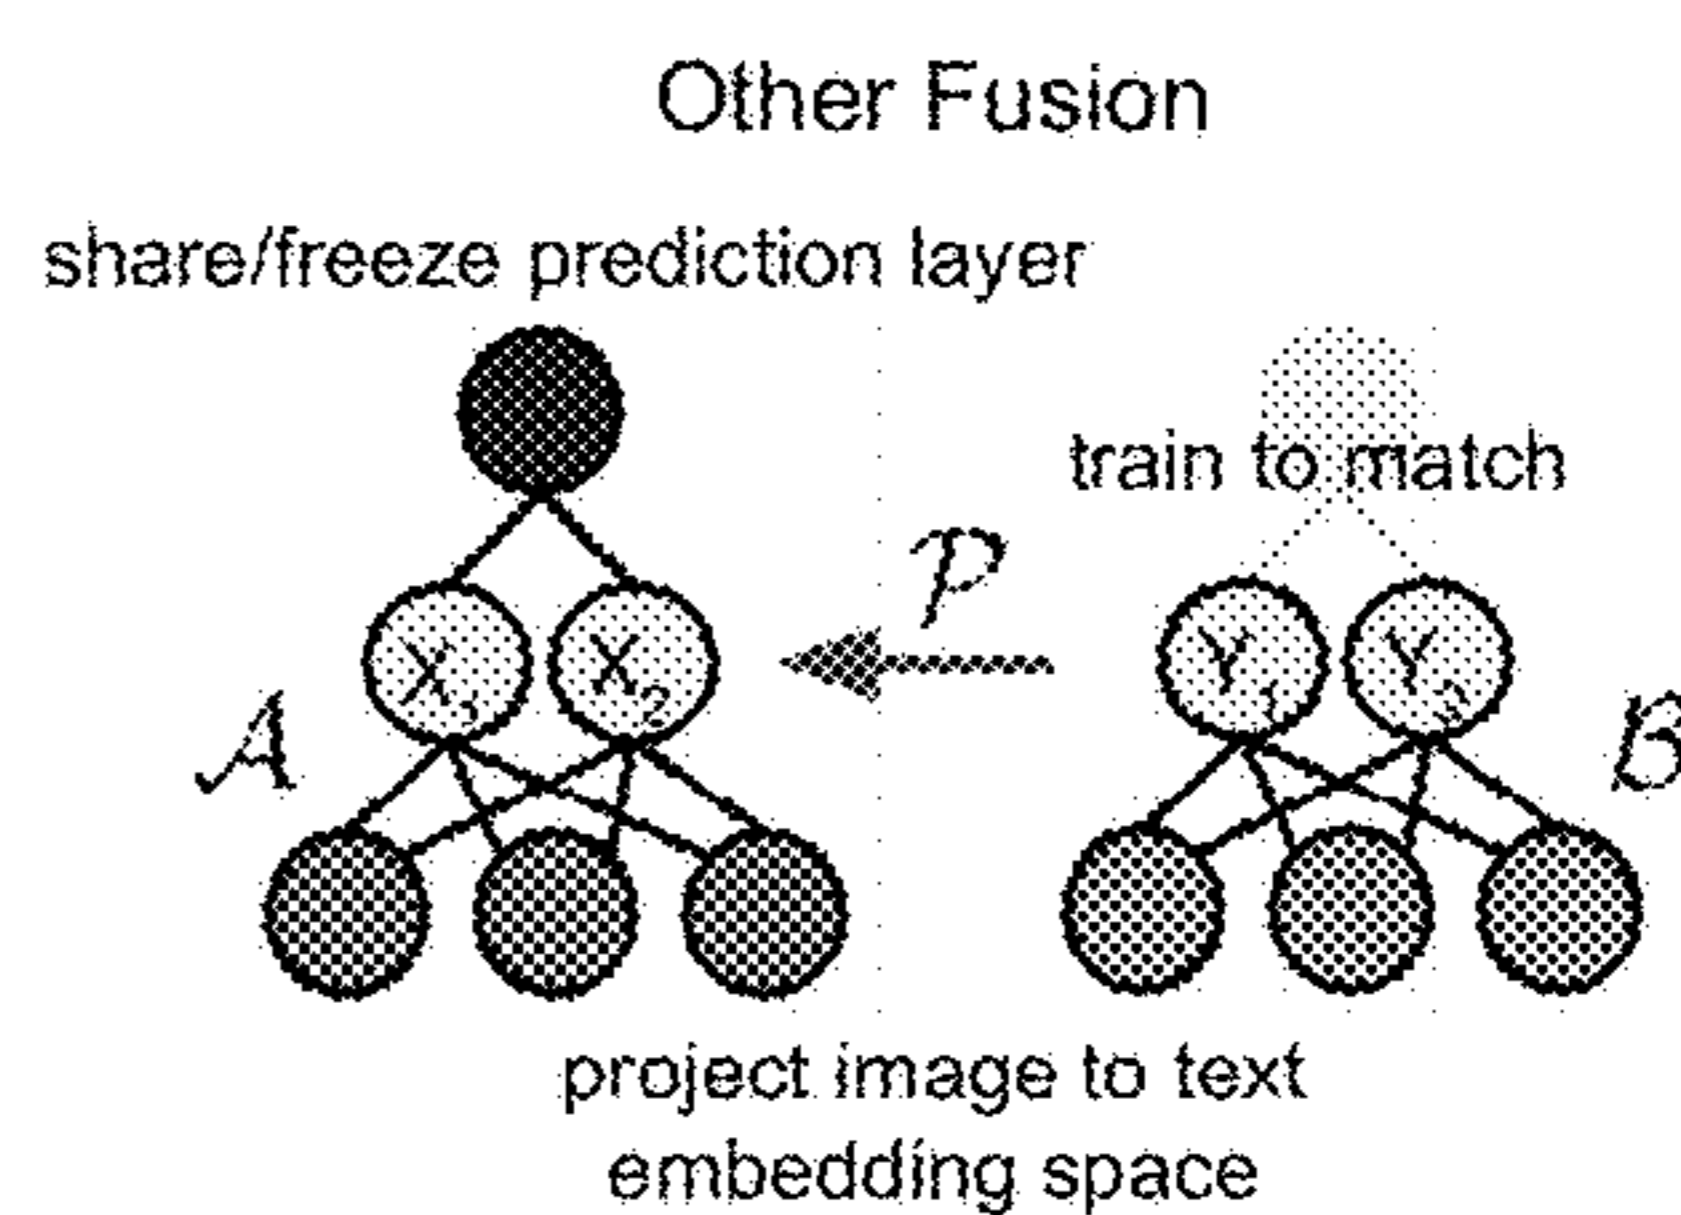 Other Fusion
share/freeze prediction layer
train to match
P
X1 X2
Y1 Y2
A
B
project image to text
embedding space